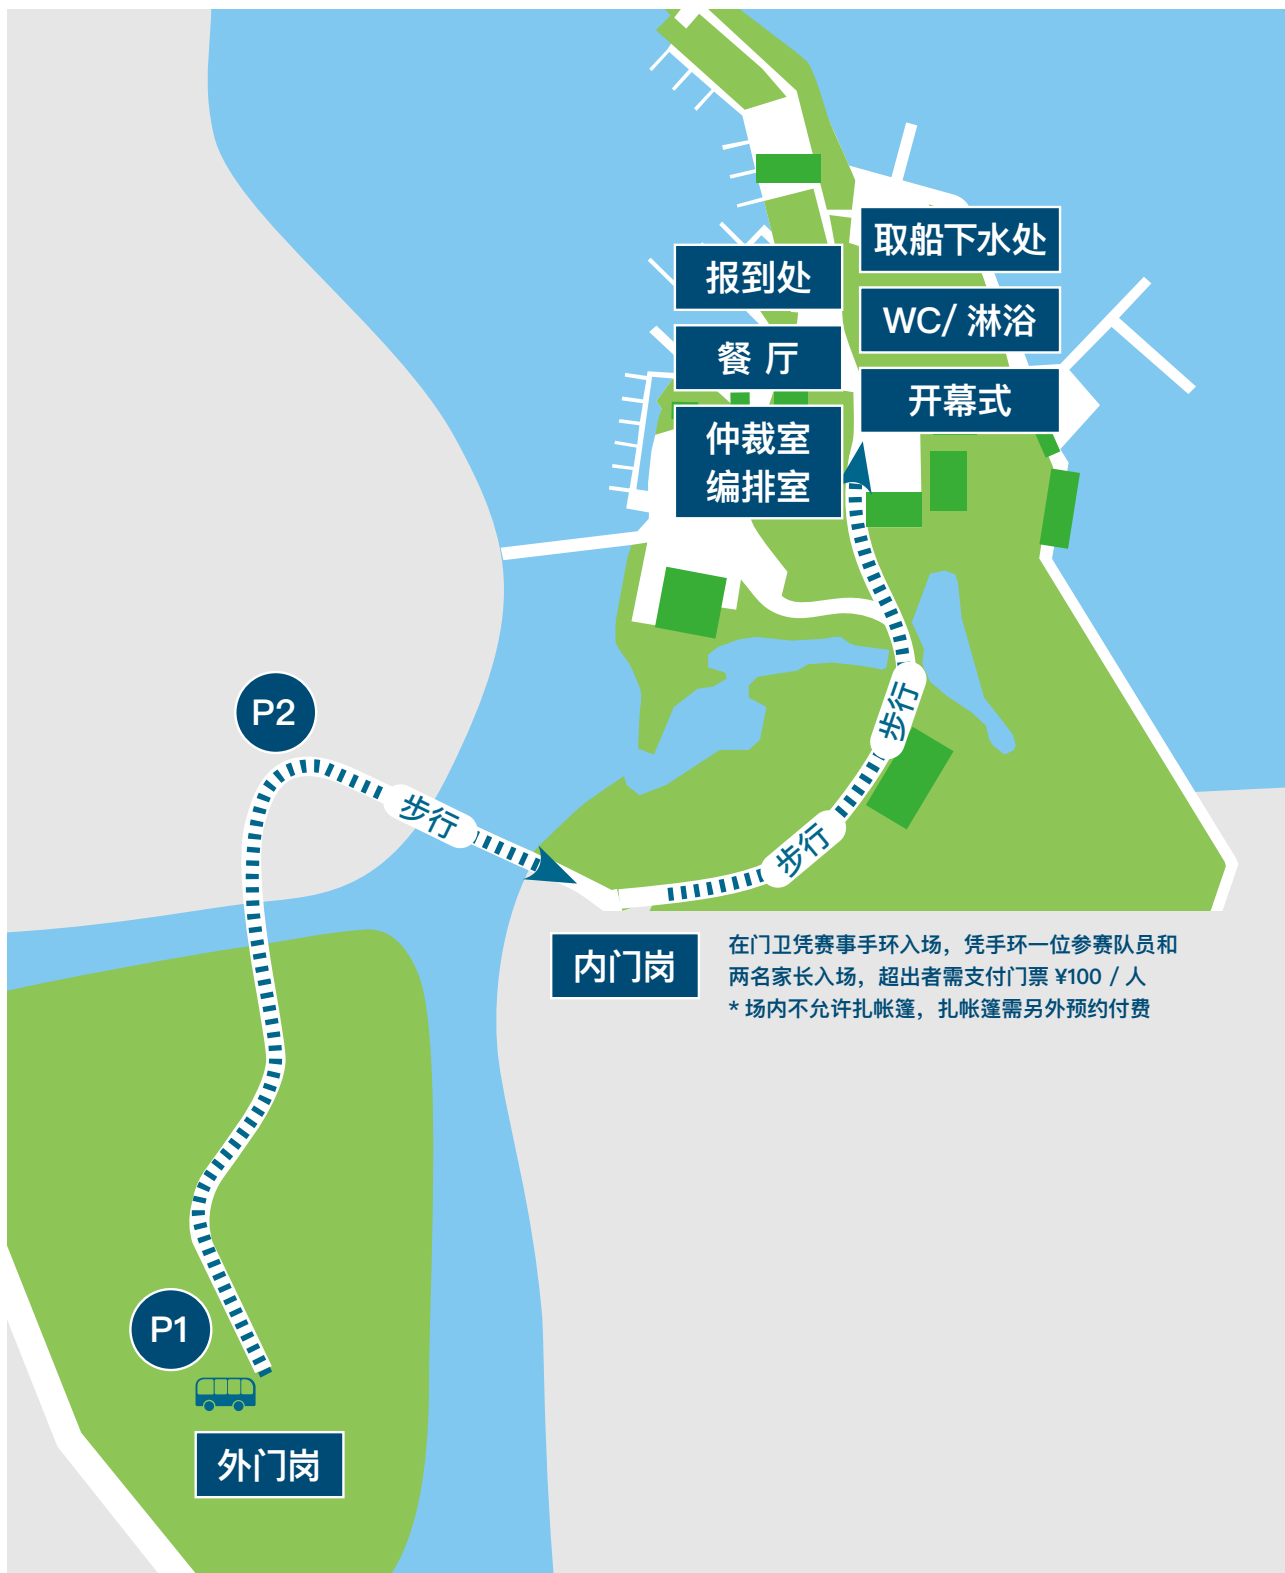 取船下水处
报到处
WC/ 淋浴
餐 厅
开幕式
仲裁室
编排室
P2
步行
步行
步行
内门岗
在门卫凭赛事手环入场，凭手环一位参赛队员和
两名家长入场，超出者需支付门票 ¥100 / 人
* 场内不允许扎帐篷，扎帐篷需另外预约付费
P1
外门岗